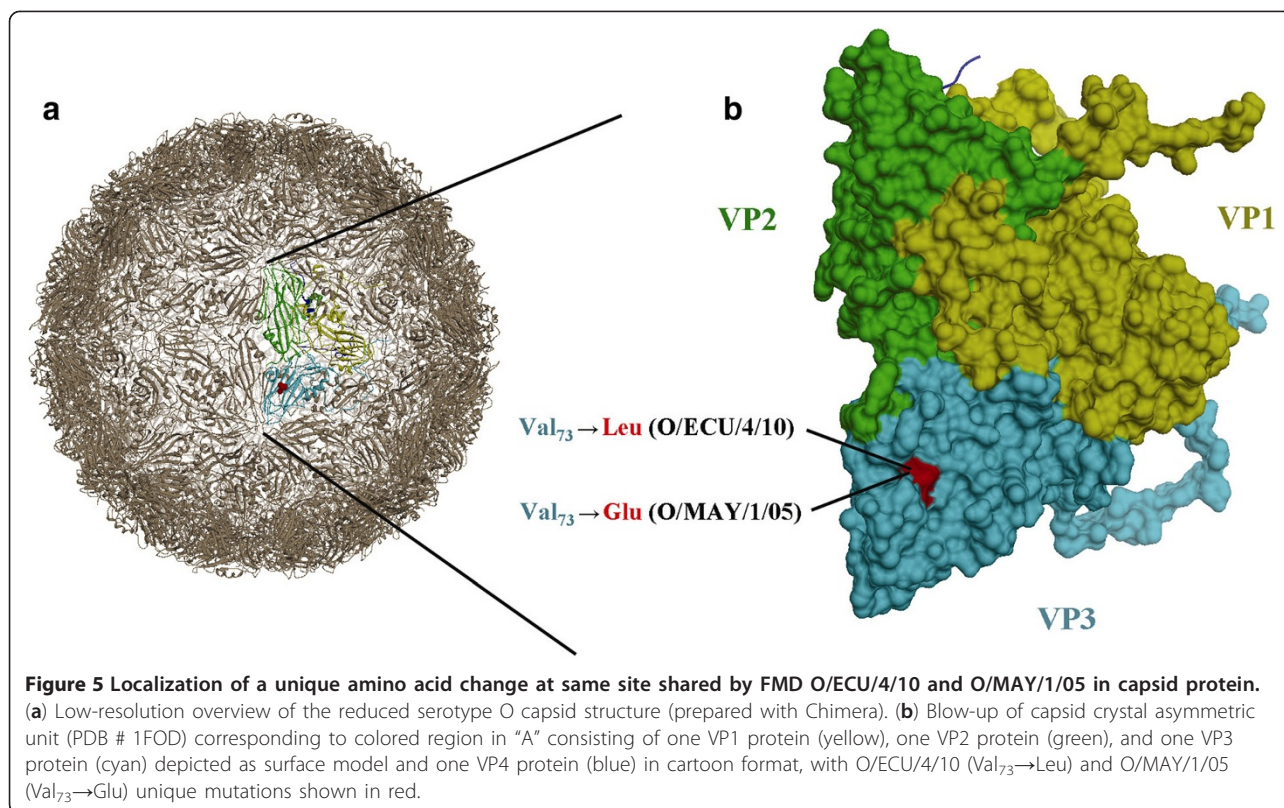 a
b
VP2
VP1
Val₇₃→Leu (O/ECU/4/10)
Val₇₃→Glu (O/MAY/1/05)
VP3
Figure 5 Localization of a unique amino acid change at same site shared by FMD O/ECU/4/10 and O/MAY/1/05 in capsid protein.
(a) Low-resolution overview of the reduced serotype O capsid structure (prepared with Chimera). (b) Blow-up of capsid crystal asymmetric
unit (PDB # 1FOD) corresponding to colored region in “A” consisting of one VP1 protein (yellow), one VP2 protein (green), and one VP3
protein (cyan) depicted as surface model and one VP4 protein (blue) in cartoon format, with O/ECU/4/10 (Val₇₃→Leu) and O/MAY/1/05
(Val₇₃→Glu) unique mutations shown in red.